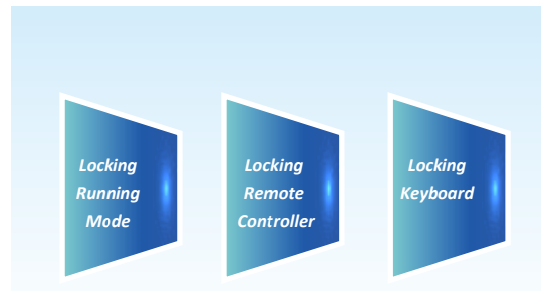 Locking
Running
Mode
Locking
Remote
Controller
Locking
Keyboard